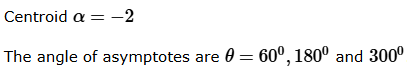 Centroid α = −2
The angle of asymptotes are θ = 60⁰, 180⁰ and 300⁰